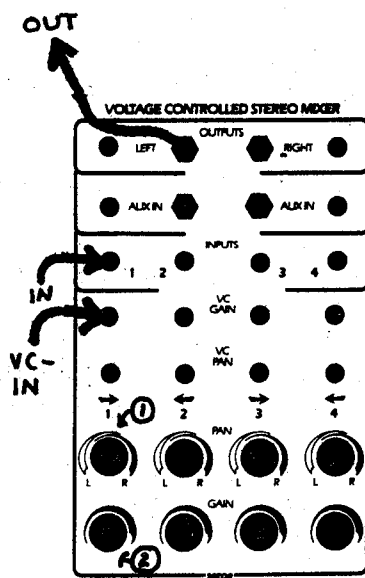 OUT
VOLTAGE CONTROLLED STEREO MIXER
OUTPUTS
LEFT RIGHT
AUX IN AUX IN
INPUTS
1 2 3 4
IN
VC
GAIN
VC-
IN
VC
PAN
1 2 3 4
①
PAN
L R L R L R L R
GAIN
②